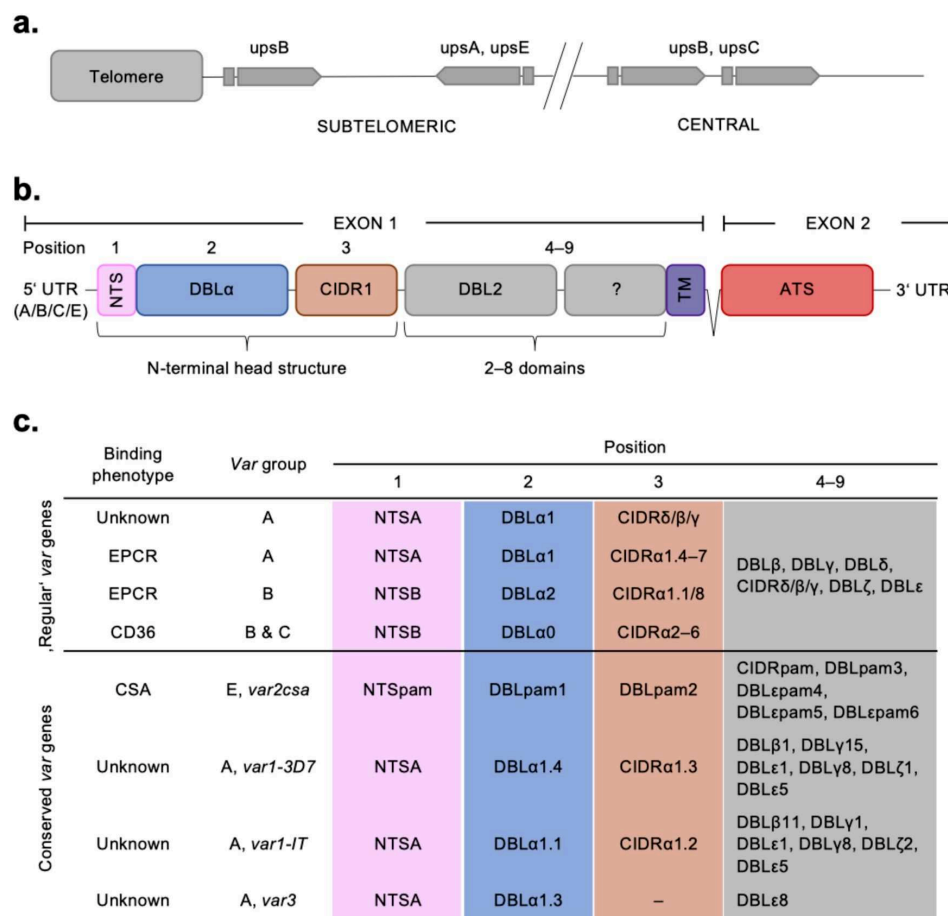 a.
upsB upsA, upsE upsB, upsC
Telomere
SUBTELOMERIC CENTRAL
b.
EXON 1 EXON 2
Position 1 2 3 4–9
5‘ UTR NTS DBLα CIDR1 DBL2 ? TM ATS 3‘ UTR
(A/B/C/E)
N-terminal head structure 2–8 domains
c.
Binding phenotype Var group Position
1 2 3 4–9
‚Regular‘ var genes
Unknown A NTSA DBLα1 CIDRδ/β/γ
EPCR A NTSA DBLα1 CIDRα1.4–7
DBLβ, DBLγ, DBLδ,
CIDRδ/β/γ, DBLζ, DBLε
EPCR B NTSB DBLα2 CIDRα1.1/8
CD36 B & C NTSB DBLα0 CIDRα2–6
Conserved var genes
CSA E, var2csa NTSpam DBLpam1 DBLpam2
CIDRpam, DBLpam3,
DBLεpam4,
DBLεpam5, DBLεpam6
Unknown A, var1-3D7 NTSA DBLα1.4 CIDRα1.3
DBLβ1, DBLγ15,
DBLε1, DBLγ8, DBLζ1,
DBLε5
Unknown A, var1-IT NTSA DBLα1.1 CIDRα1.2
DBLβ11, DBLγ1,
DBLε1, DBLγ8, DBLζ2,
DBLε5
Unknown A, var3 NTSA DBLα1.3 – DBLε8